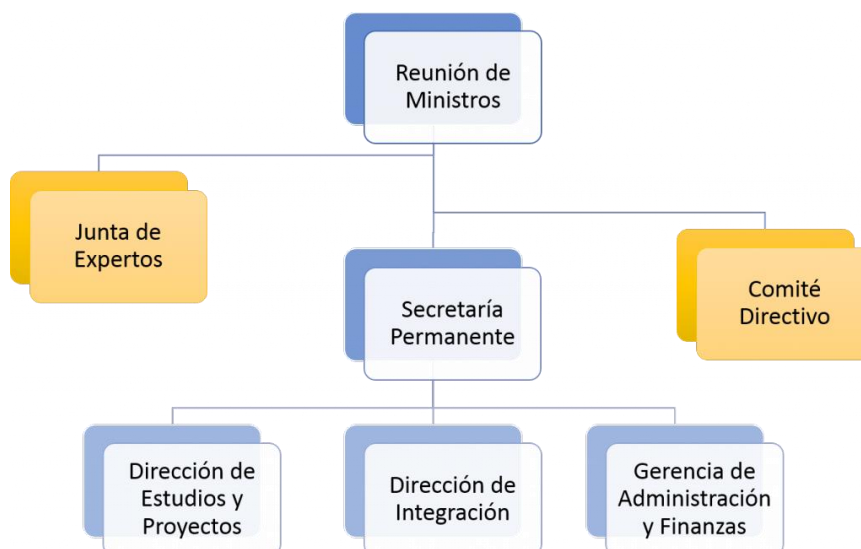 Reunión de
Ministros
Junta de
Expertos
Secretaría
Permanente
Comité
Directivo
Dirección de
Estudios y
Proyectos
Dirección de
Integración
Gerencia de
Administración
y Finanzas